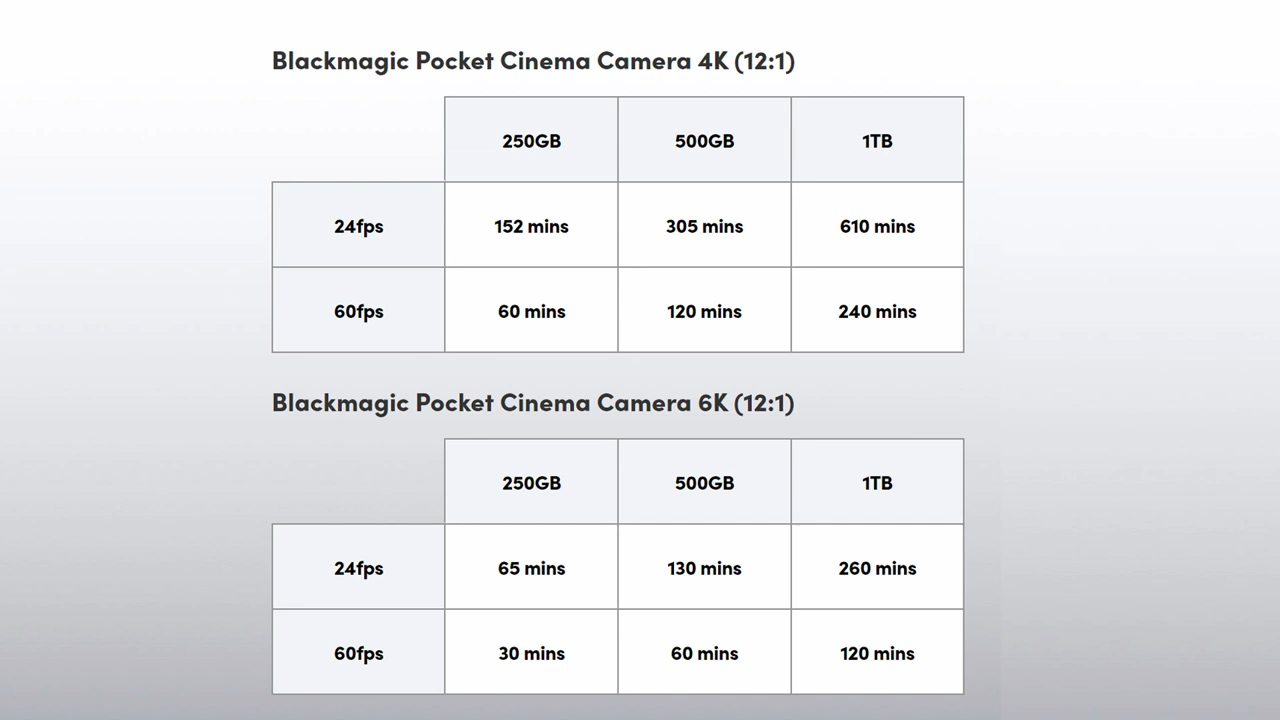 Blackmagic Pocket Cinema Camera 4K (12:1)
250GB 500GB 1TB
24fps 152 mins 305 mins 610 mins
60fps 60 mins 120 mins 240 mins
Blackmagic Pocket Cinema Camera 6K (12:1)
250GB 500GB 1TB
24fps 65 mins 130 mins 260 mins
60fps 30 mins 60 mins 120 mins